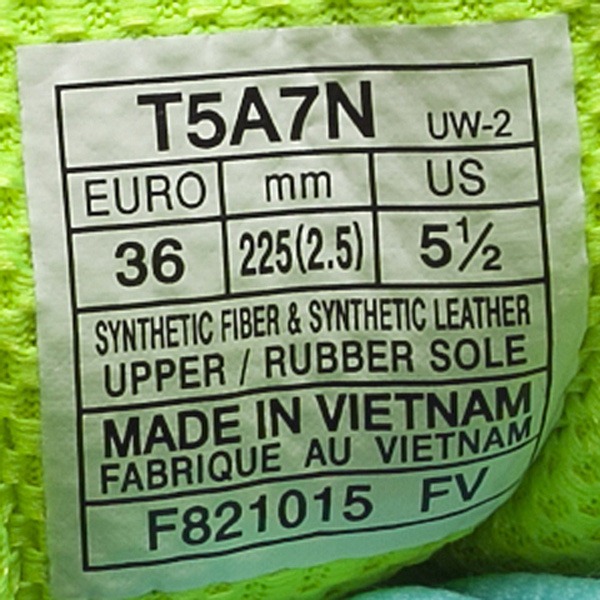 T5A7N UW-2
EURO mm US
36 225(2.5) 5½
SYNTHETIC FIBER & SYNTHETIC LEATHER
UPPER / RUBBER SOLE
MADE IN VIETNAM
FABRIQUE AU VIETNAM
F821015 FV